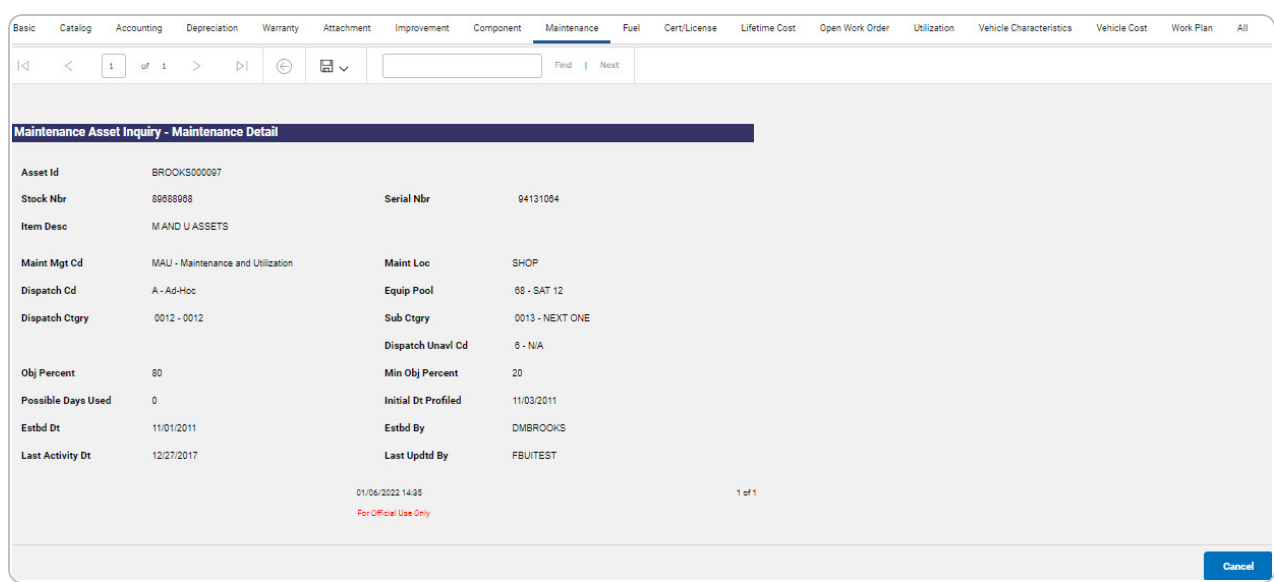 Basic Catalog Accounting Depreciation Warranty Attachment Improvement Component Maintenance Fuel Cert/License Lifetime Cost Open Work Order Utilization Vehicle Characteristics Vehicle Cost Work Plan All
1 of 1 Find | Next
Maintenance Asset Inquiry - Maintenance Detail
Asset Id BROOKS000097
Stock Nbr 89688968 Serial Nbr 94131064
Item Desc M AND U ASSETS
Maint Mgt Cd MAU - Maintenance and Utilization Maint Loc SHOP
Dispatch Cd A - Ad-Hoc Equip Pool 68 - SAT 12
Dispatch Ctgry 0012 - 0012 Sub Ctgry 0013 - NEXT ONE
Dispatch Unavl Cd 6 - N/A
Obj Percent 80 Min Obj Percent 20
Possible Days Used 0 Initial Dt Profiled 11/03/2011
Estbd Dt 11/01/2011 Estbd By DMBROOKS
Last Activity Dt 12/27/2017 Last Updtd By FBUITEST
01/06/2022 14:35 1 of 1
For Official Use Only
Cancel